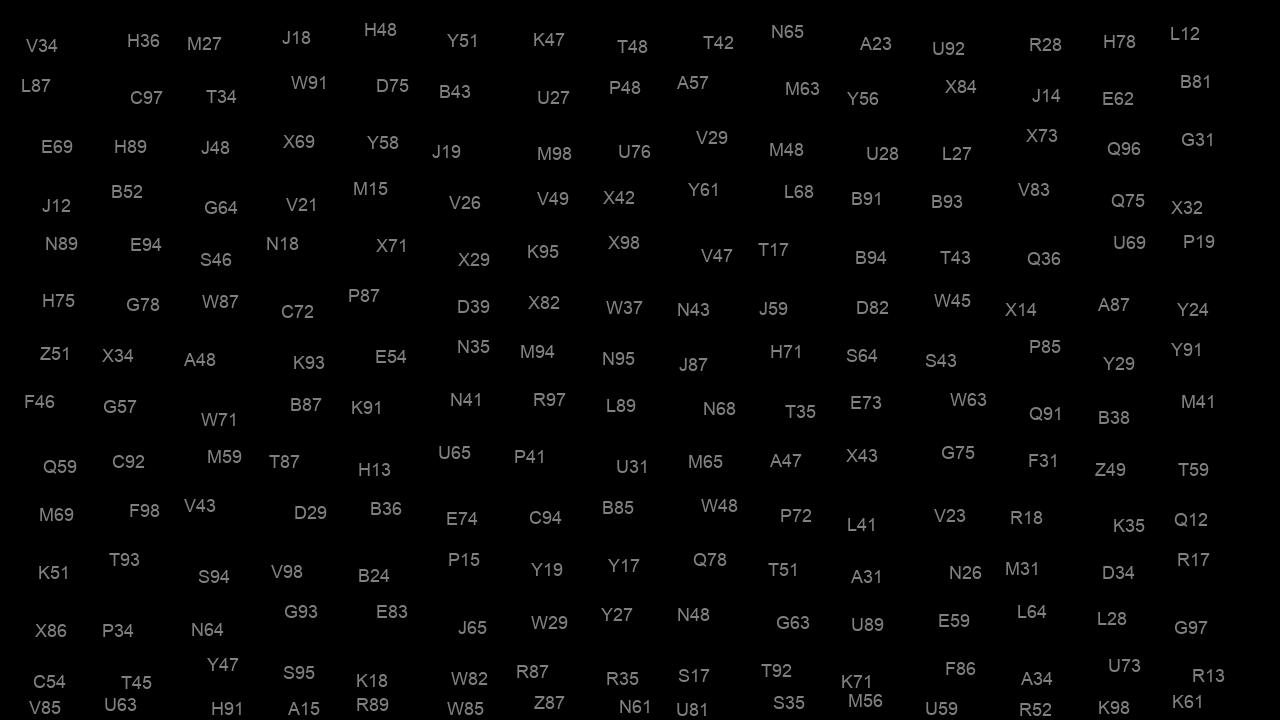 V34 H36 M27 J18 H48 Y51 K47 T48 T42 N65 A23 U92 R28 H78 L12
L87 C97 T34 W91 D75 B43 U27 P48 A57 M63 Y56 X84 J14 E62 B81
E69 H89 J48 X69 Y58 J19 M98 U76 V29 M48 U28 L27 X73 Q96 G31
J12 B52 G64 V21 M15 V26 V49 X42 Y61 L68 B91 B93 V83 Q75 X32
N89 E94 S46 N18 X71 X29 K95 X98 V47 T17 B94 T43 Q36 U69 P19
H75 G78 W87 C72 P87 D39 X82 W37 N43 J59 D82 W45 X14 A87 Y24
Z51 X34 A48 K93 E54 N35 M94 N95 J87 H71 S64 S43 P85 Y29 Y91
F46 G57 W71 B87 K91 N41 R97 L89 N68 T35 E73 W63 Q91 B38 M41
Q59 C92 M59 T87 H13 U65 P41 U31 M65 A47 X43 G75 F31 Z49 T59
M69 F98 V43 D29 B36 E74 C94 B85 W48 P72 L41 V23 R18 K35 Q12
K51 T93 S94 V98 B24 P15 Y19 Y17 Q78 T51 A31 N26 M31 D34 R17
X86 P34 N64 G93 E83 J65 W29 Y27 N48 G63 U89 E59 L64 L28 G97
C54 T45 Y47 S95 K18 W82 R87 R35 S17 T92 K71 F86 A34 U73 R13
V85 U63 H91 A15 R89 W85 Z87 N61 U81 S35 M56 U59 R52 K98 K61